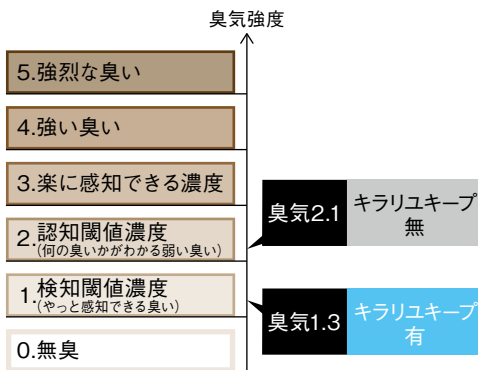 臭気強度
5.強烈な臭い
4.強い臭い
3.楽に感知できる濃度
2.認知閾値濃度
(何の臭いかがわかる弱い臭い)
1.検知閾値濃度
(やっと感知できる臭い)
0.無臭
臭気2.1
キラリユキープ
無
臭気1.3
キラリユキープ
有